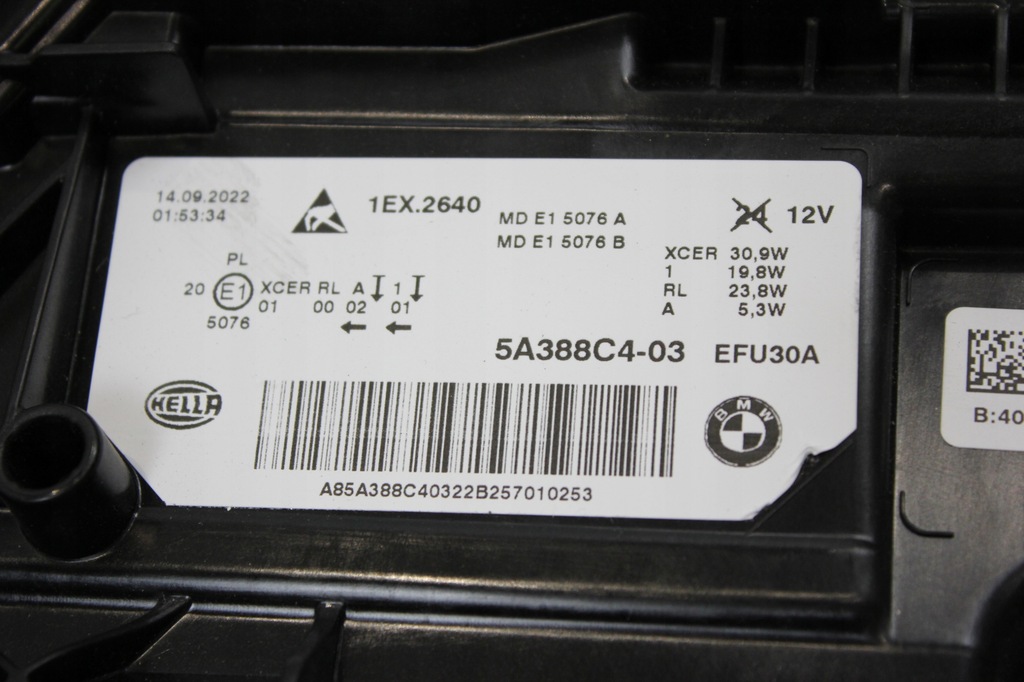 14.09.2022
01:53:34
1EX.2640
MD E1 5076 A
MD E1 5076 B
24 12V
XCER 30,9W
1 19,8W
RL 23,8W
A 5,3W
PL
20 E1 XCER RL A 1
01 00 02 01
5076
5A388C4-03 EFU30A
HELLA
BMW
A85A388C40322B257010253
B:40